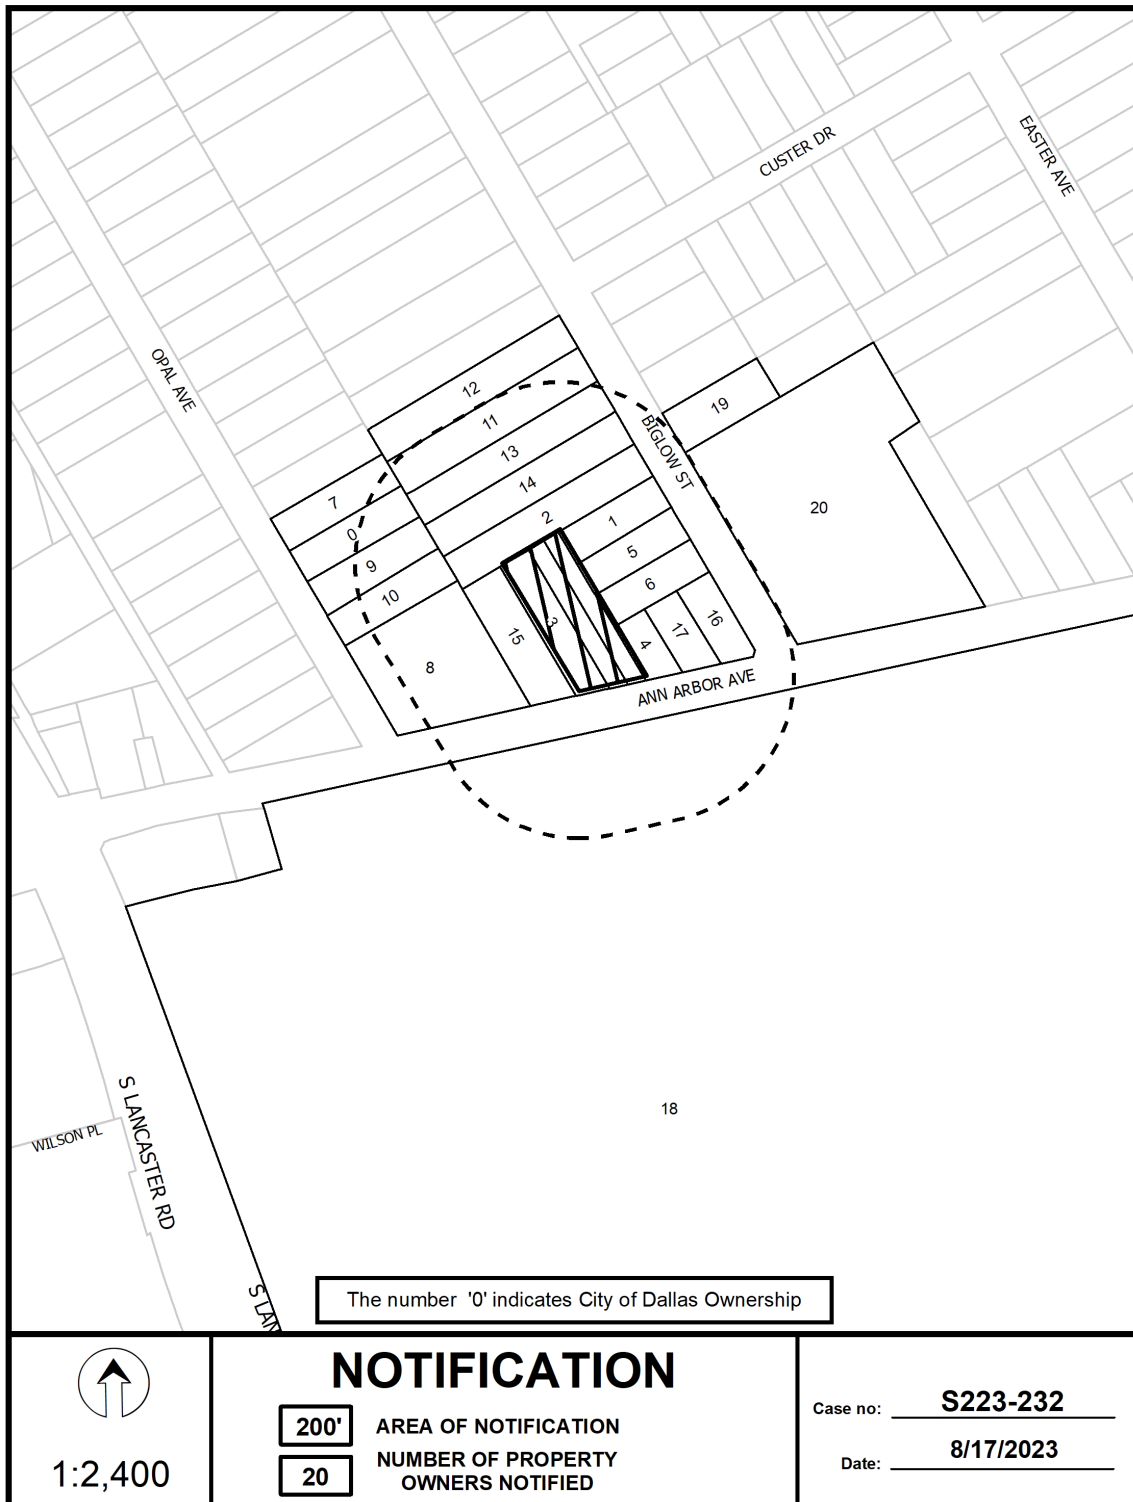 CUSTER DR
EASTER AVE
OPAL AVE
12
11
19
BIGLOW ST
13
7
14
0
2
1
20
9
5
10
6
3
15
4
17
16
8
ANN ARBOR AVE
18
S LANCASTER RD
WILSON PL
S LAN
The number '0' indicates City of Dallas Ownership
1:2,400
NOTIFICATION
200' AREA OF NOTIFICATION
20 NUMBER OF PROPERTY
OWNERS NOTIFIED
Case no: S223-232
Date: 8/17/2023